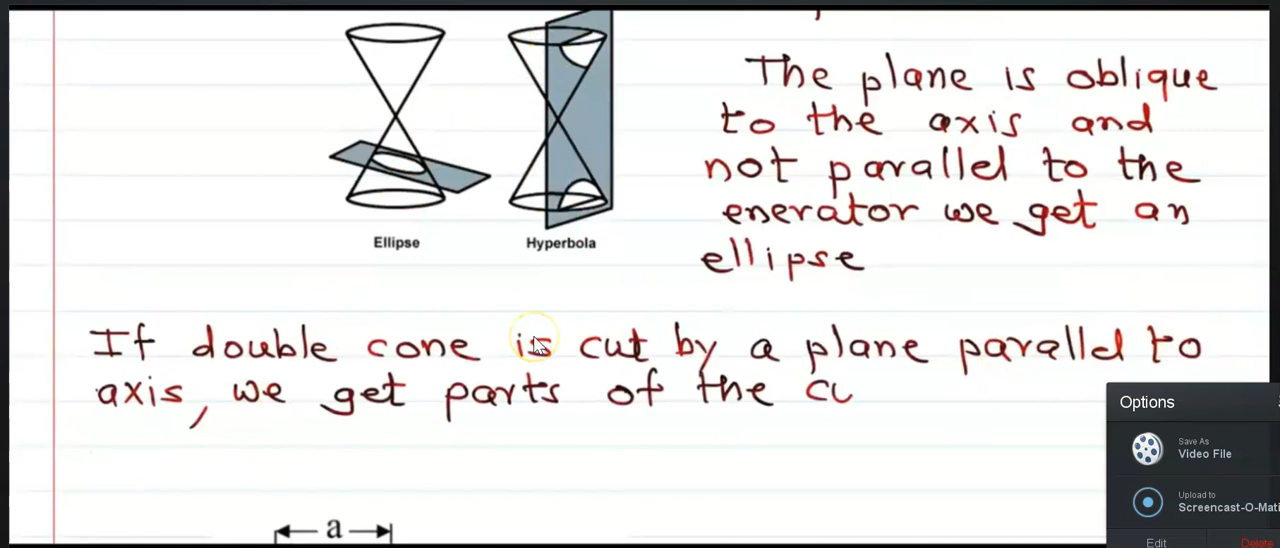 The plane is oblique
to the axis and
not parallel to the
enerator we get an
ellipse
Ellipse
Hyperbola
If double cone is cut by a plane parallel to
axis, we get parts of the cu
a
Options
Save As
Video File
Upload to
Screencast-O-Mati
Edit
Delete